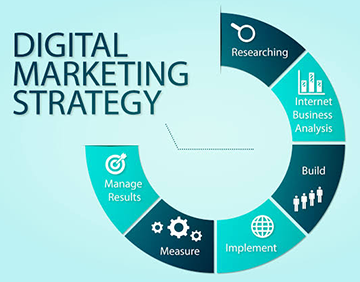 DIGITAL
MARKETING
STRATEGY
Researching
Internet
Business
Analysis
Build
Implement
Measure
Manage
Results